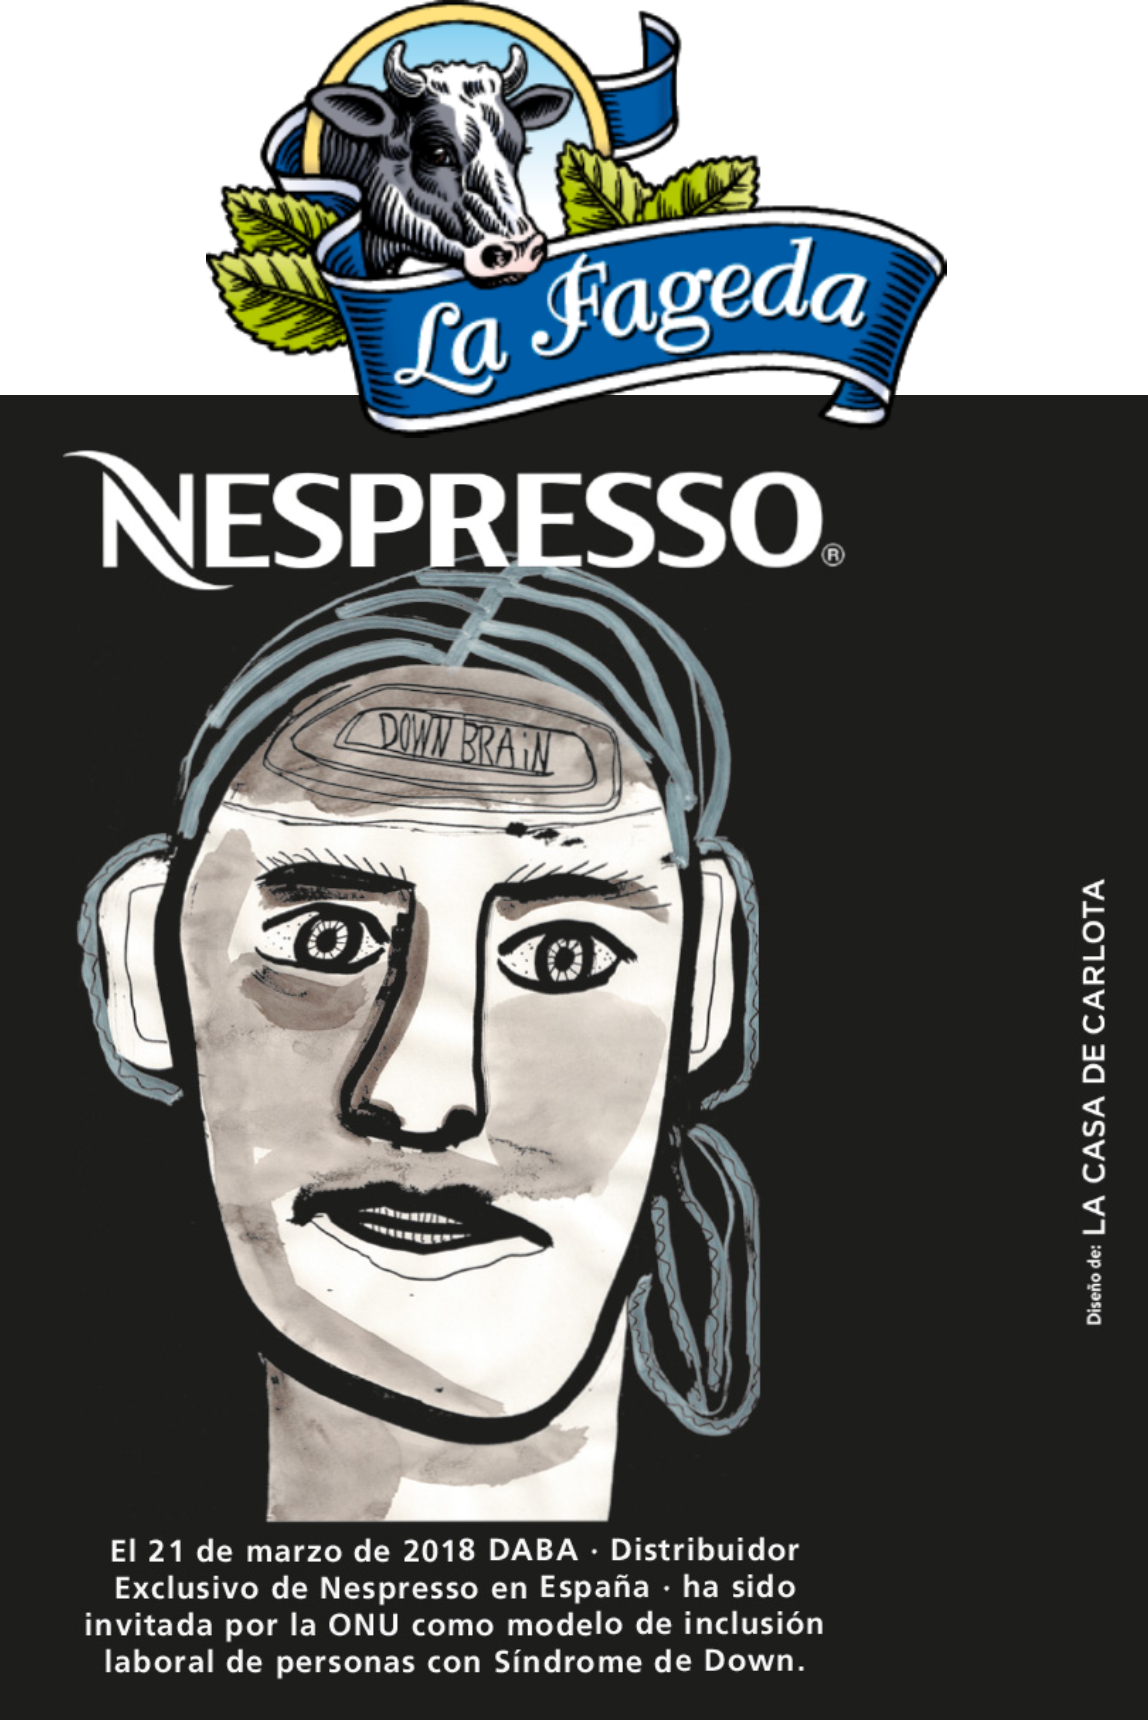 La Fageda
NESPRESSO®
DOWN BRAiN
Diseño de: LA CASA DE CARLOTA
El 21 de marzo de 2018 DABA · Distribuidor
Exclusivo de Nespresso en España · ha sido
invitada por la ONU como modelo de inclusión
laboral de personas con Síndrome de Down.